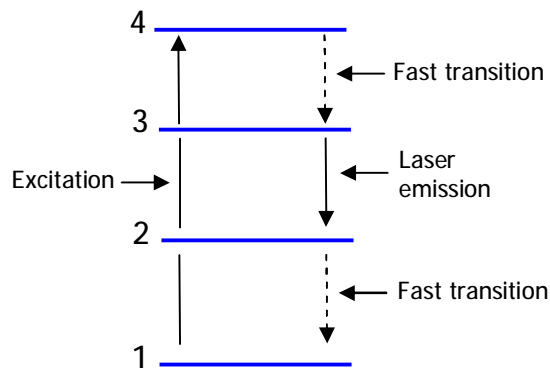 4
Fast transition
3
Excitation
Laser
emission
2
Fast transition
1